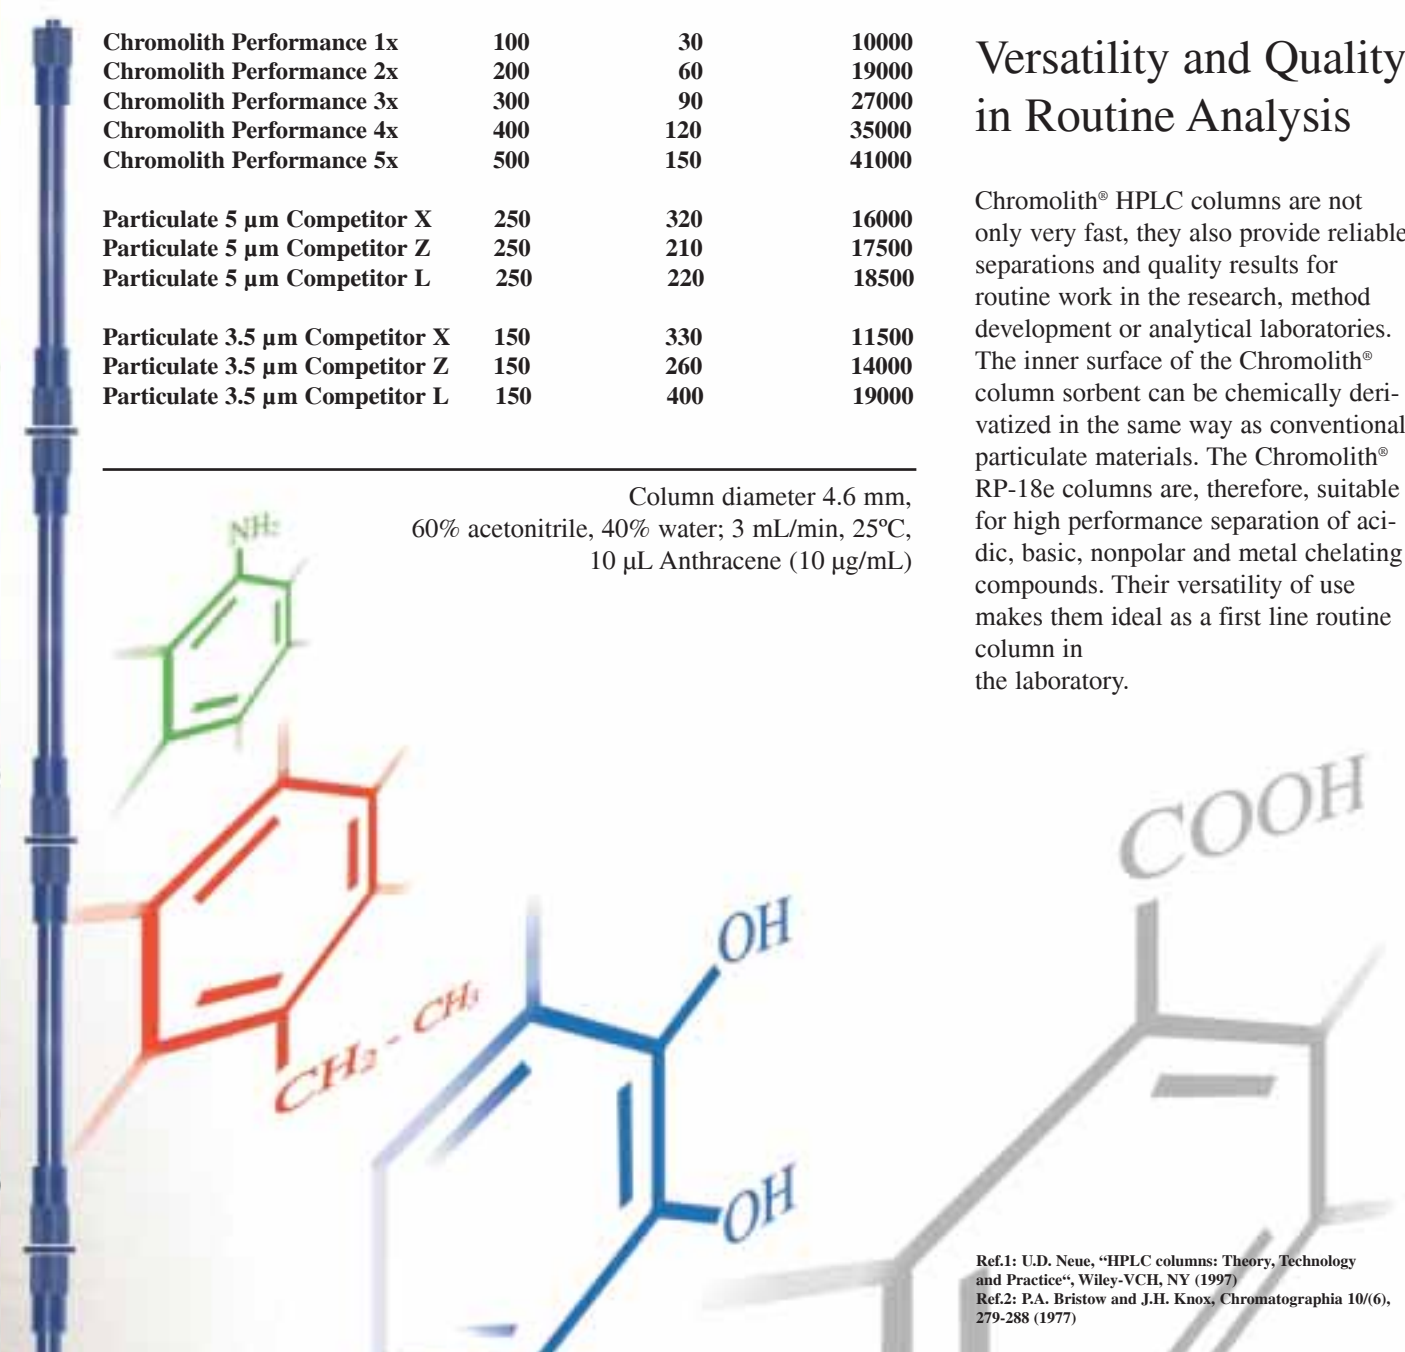 Chromolith Performance 1x 100 30 10000
Chromolith Performance 2x 200 60 19000
Chromolith Performance 3x 300 90 27000
Chromolith Performance 4x 400 120 35000
Chromolith Performance 5x 500 150 41000
Particulate 5 µm Competitor X 250 320 16000
Particulate 5 µm Competitor Z 250 210 17500
Particulate 5 µm Competitor L 250 220 18500
Particulate 3.5 µm Competitor X 150 330 11500
Particulate 3.5 µm Competitor Z 150 260 14000
Particulate 3.5 µm Competitor L 150 400 19000
Column diameter 4.6 mm,
60% acetonitrile, 40% water; 3 mL/min, 25ºC,
10 µL Anthracene (10 µg/mL)
NH₂
CH₂ - CH₃
OH
OH
Versatility and Quality
in Routine Analysis
Chromolith® HPLC columns are not
only very fast, they also provide reliable
separations and quality results for
routine work in the research, method
development or analytical laboratories.
The inner surface of the Chromolith®
column sorbent can be chemically deri-
vatized in the same way as conventional
particulate materials. The Chromolith®
RP-18e columns are, therefore, suitable
for high performance separation of aci-
dic, basic, nonpolar and metal chelating
compounds. Their versatility of use
makes them ideal as a first line routine
column in
the laboratory.
COOH
Ref.1: U.D. Neue, “HPLC columns: Theory, Technology
and Practice“, Wiley-VCH, NY (1997)
Ref.2: P.A. Bristow and J.H. Knox, Chromatographia 10/(6),
279-288 (1977)